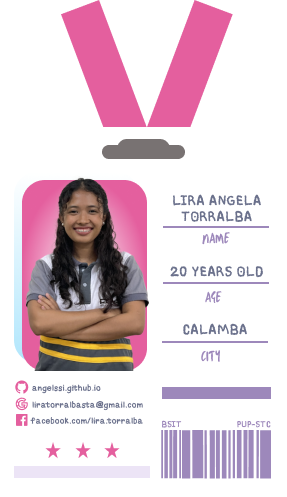 LIRA ANGELA
TORRALBA
NAME
20 YEARS OLD
AGE
CALAMBA
CITY
angelssi.github.io
liratorralbasta@gmail.com
facebook.com/lira.torralba
BSIT PUP-STC